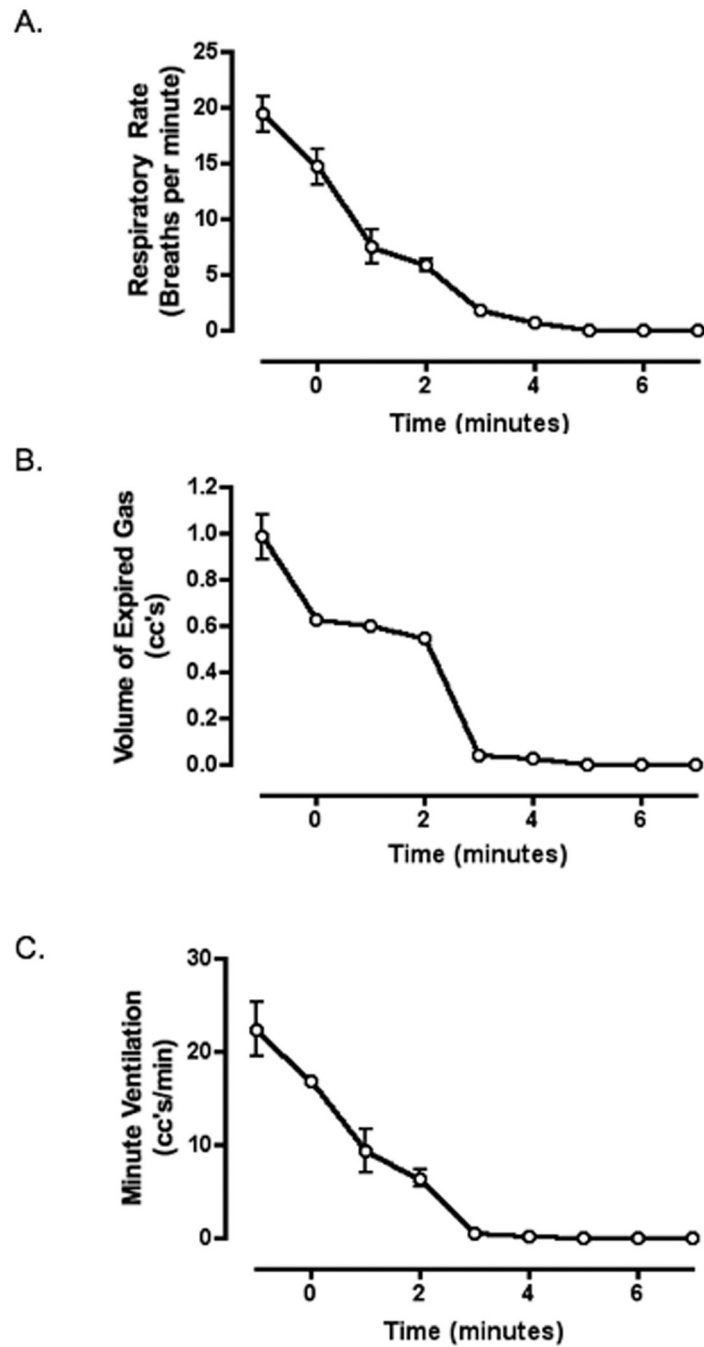 A.
Respiratory Rate
(Breaths per minute)
25
20
15
10
5
0
0 2 4 6
Time (minutes)
B.
Volume of Expired Gas
(cc's)
1.2
1.0
0.8
0.6
0.4
0.2
0.0
0 2 4 6
Time (minutes)
C.
Minute Ventilation
(cc's/min)
30
20
10
0
0 2 4 6
Time (minutes)